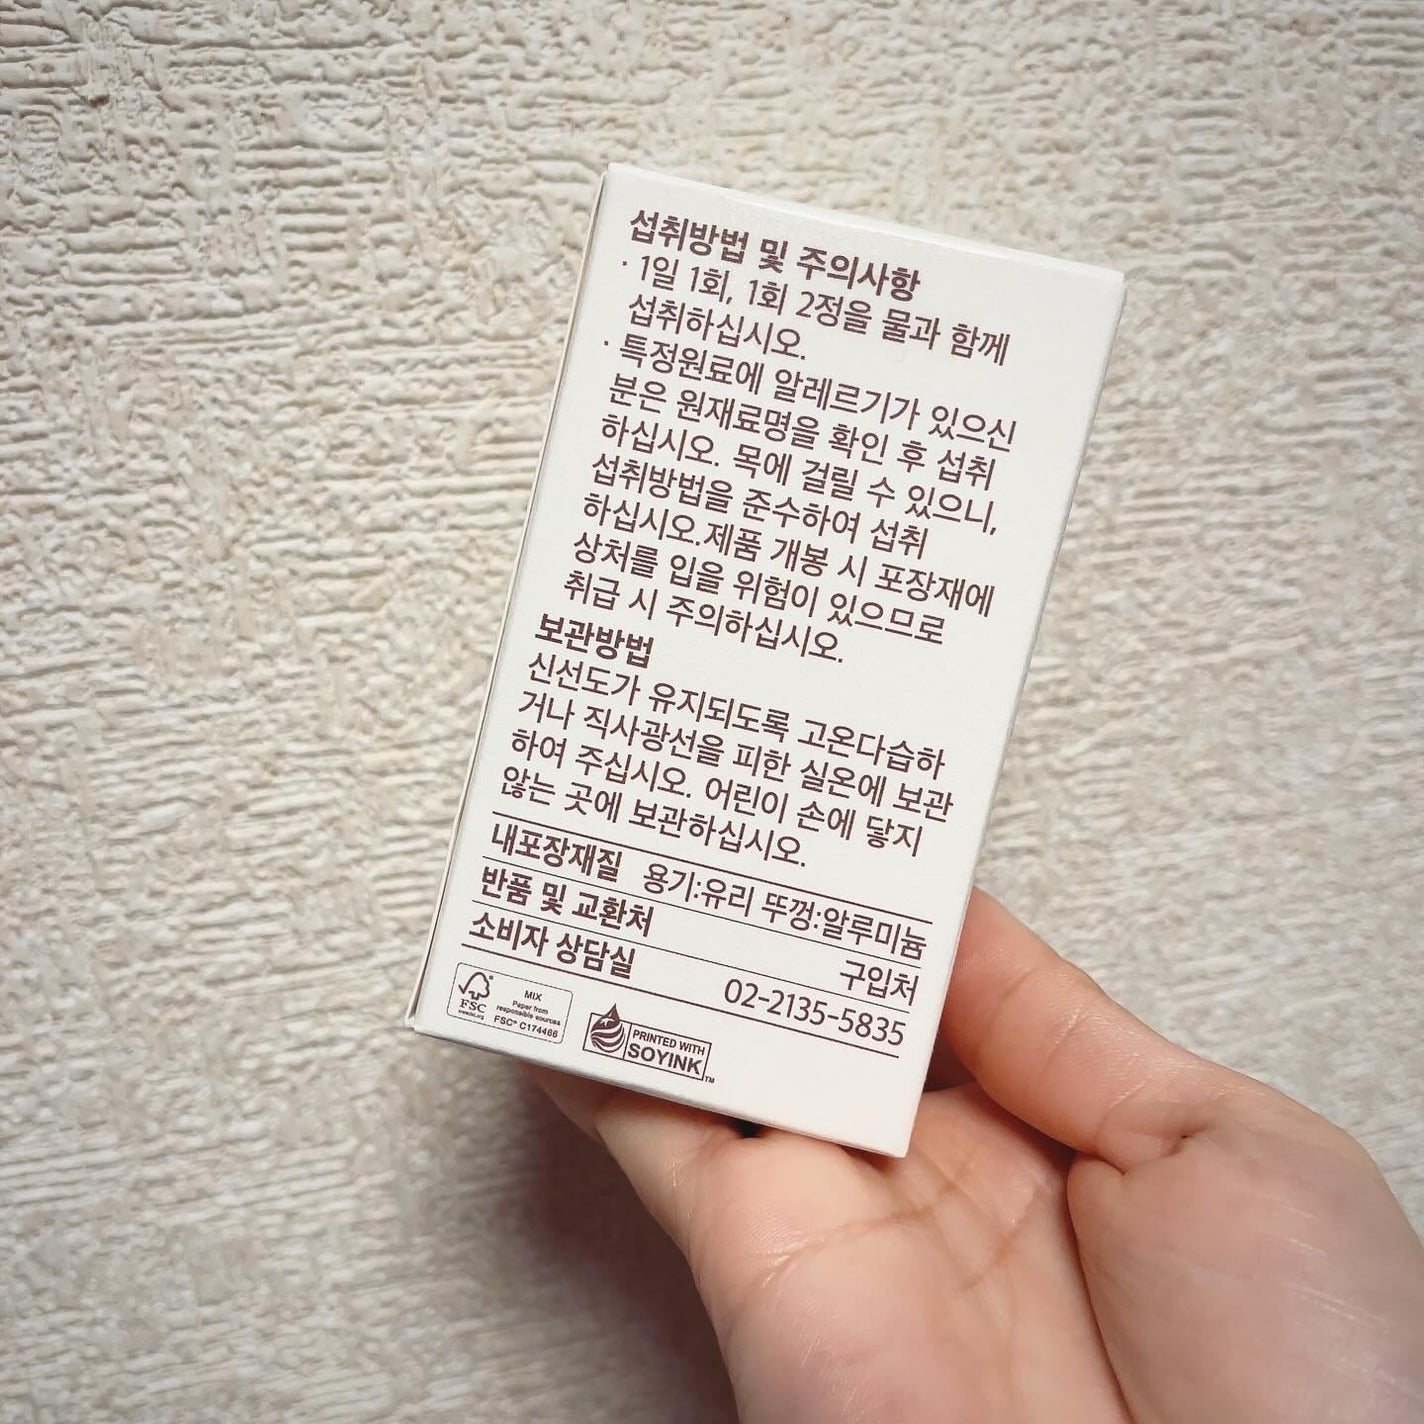 섭취방법 및 주의사항
· 1일 1회, 1회 2정을 물과 함께
섭취하십시오.
· 특정원료에 알레르기가 있으신
분은 원재료명을 확인 후 섭취
하십시오. 목에 걸릴 수 있으니,
섭취방법을 준수하여 섭취
하십시오.제품 개봉 시 포장재에
상처를 입을 위험이 있으므로
취급 시 주의하십시오.
보관방법
신선도가 유지되도록 고온다습하
거나 직사광선을 피한 실온에 보관
하여 주십시오. 어린이 손에 닿지
않는 곳에 보관하십시오.
내포장재질 용기:유리 뚜껑:알루미늄
반품 및 교환처 구입처
소비자 상담실 02-2135-5835
FSC
www.fsc.org
MIX
Paper from
responsible sources
FSC® C174466
PRINTED WITH
SOYINK™